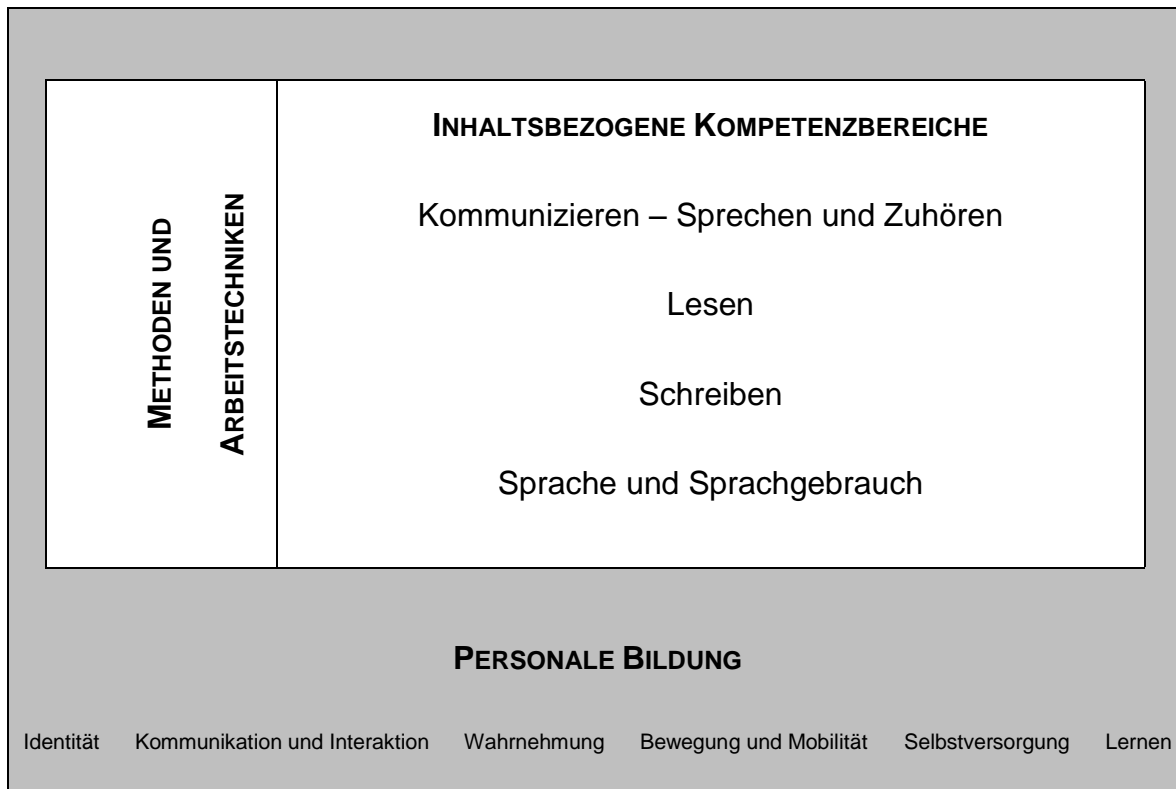 METHODEN UND
ARBEITSTECHNIKEN
INHALTSBEZOGENE KOMPETENZBEREICHE
Kommunizieren – Sprechen und Zuhören
Lesen
Schreiben
Sprache und Sprachgebrauch
PERSONALE BILDUNG
Identität Kommunikation und Interaktion Wahrnehmung Bewegung und Mobilität Selbstversorgung Lernen